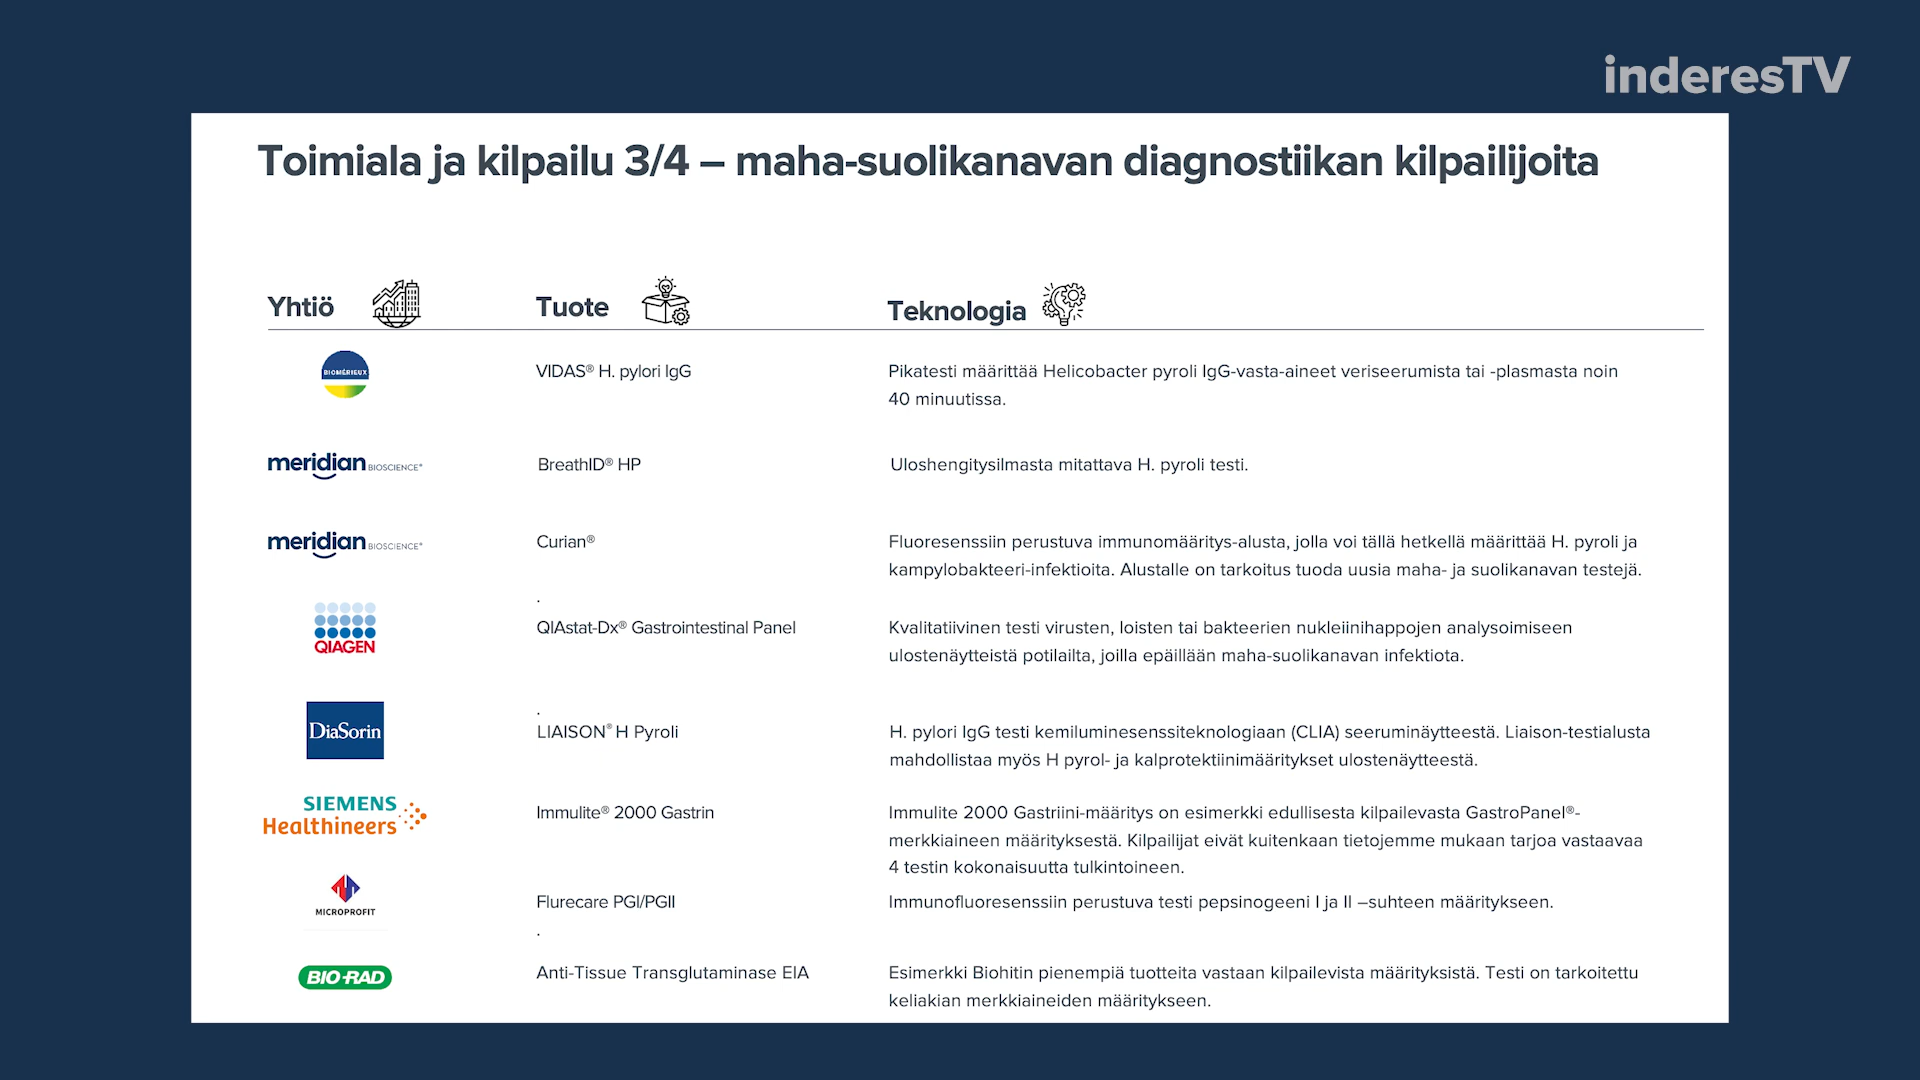 inderesTV
Toimiala ja kilpailu 3/4 – maha-suolikanavan diagnostiikan kilpailijoita
Yhtiö
Tuote
Teknologia
BIOMÉRIEUX
VIDAS® H. pylori IgG
Pikatesti määrittää Helicobacter pyroli IgG-vasta-aineet veriseerumista tai -plasmasta noin
40 minuutissa.
meridian BIOSCIENCE®
BreathID® HP
Uloshengitysilmasta mitattava H. pyroli testi.
meridian BIOSCIENCE®
Curian®
Fluoresenssiin perustuva immunomääritys-alusta, jolla voi tällä hetkellä määrittää H. pyroli ja
kampylobakteeri-infektioita. Alustalle on tarkoitus tuoda uusia maha- ja suolikanavan testejä.
.
QIAGEN
QIAstat-Dx® Gastrointestinal Panel
Kvalitatiivinen testi virusten, loisten tai bakteerien nukleiinihappojen analysoimiseen
ulostenäytteistä potilailta, joilla epäillään maha-suolikanavan infektiota.
.
DiaSorin
LIAISON® H Pyroli
H. pylori IgG testi kemiluminesenssiteknologiaan (CLIA) seeruminäytteestä. Liaison-testialusta
mahdollistaa myös H pyrol- ja kalprotektiinimääritykset ulostenäytteestä.
SIEMENS
Healthineers
Immulite® 2000 Gastrin
Immulite 2000 Gastriini-määritys on esimerkki edullisesta kilpailevasta GastroPanel®-
merkkiaineen määrityksestä. Kilpailijat eivät kuitenkaan tietojemme mukaan tarjoa vastaavaa
4 testin kokonaisuutta tulkintoineen.
MICROPROFIT
Flurecare PGI/PGII
Immunofluoresenssiin perustuva testi pepsinogeeni I ja II –suhteen määritykseen.
.
BIO-RAD
Anti-Tissue Transglutaminase EIA
Esimerkki Biohitin pienempiä tuotteita vastaan kilpailevista määrityksistä. Testi on tarkoitettu
keliakian merkkiaineiden määritykseen.